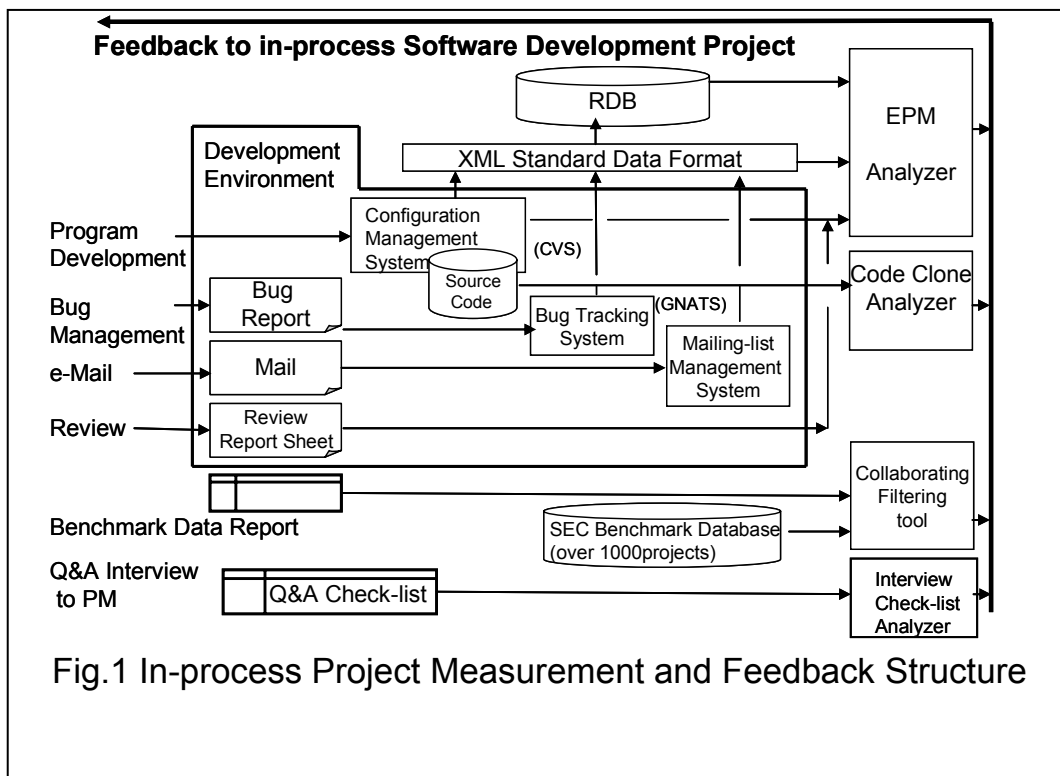 Feedback to in-process Software Development Project
RDB
EPM
Analyzer
Development
Environment
XML Standard Data Format
Program
Development
Configuration
Management
System
(CVS)
Source
Code
Code Clone
Analyzer
Bug
Management
Bug
Report
(GNATS)
Bug Tracking
System
Mailing-list
Management
System
e-Mail
Mail
Review
Review
Report Sheet
Collaborating
Filtering
tool
Benchmark Data Report
SEC Benchmark Database
(over 1000projects)
Q&A Interview
to PM
Q&A Check-list
Interview
Check-list
Analyzer
Fig.1 In-process Project Measurement and Feedback Structure